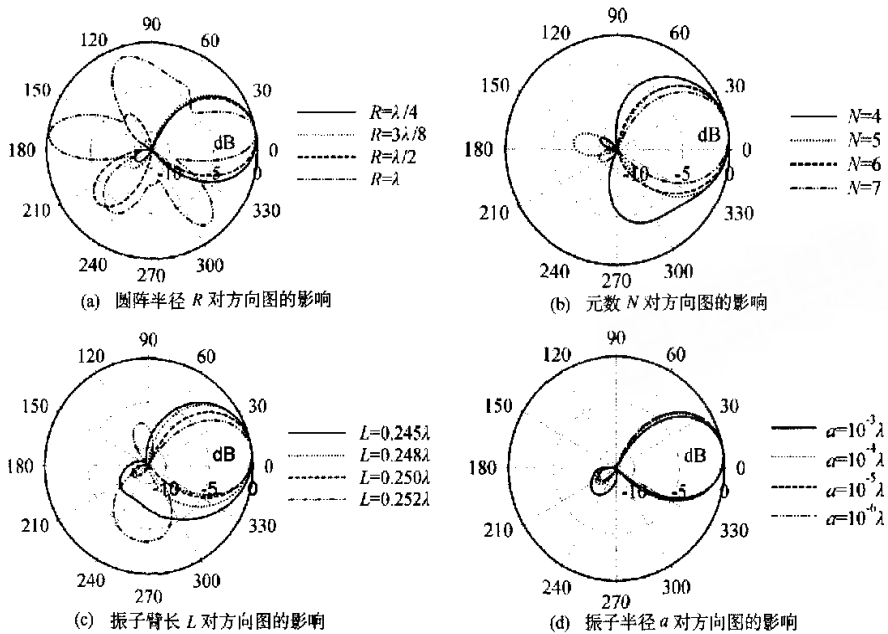 90
120
60
150
30
180
dB
0
-10
-5
0
210
330
240
300
270
R=λ/4
R=3λ/8
R=λ/2
R=λ
(a) 圆阵半径 R 对方向图的影响
90
120
60
150
30
180
dB
0
-10
-5
0
210
330
240
300
270
N=4
N=5
N=6
N=7
(b) 元数 N 对方向图的影响
90
120
60
150
30
180
dB
0
-10
-5
0
210
330
240
300
270
L=0.245λ
L=0.248λ
L=0.250λ
L=0.252λ
(c) 振子臂长 L 对方向图的影响
90
120
60
150
30
180
dB
0
-10
-5
0
210
330
240
300
270
a=10⁻³λ
a=10⁻⁴λ
a=10⁻⁵λ
a=10⁻⁶λ
(d) 振子半径 a 对方向图的影响